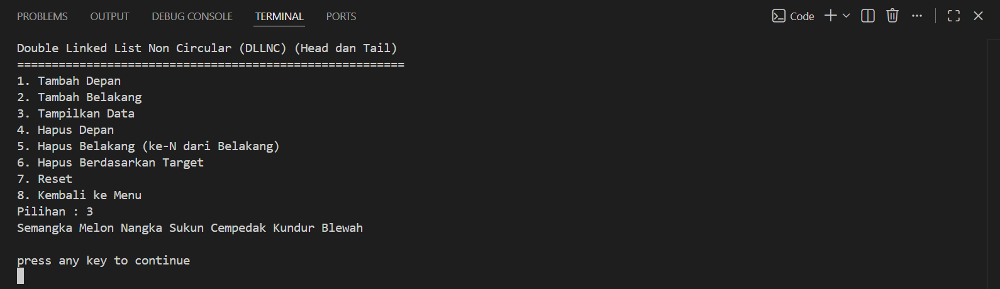 PROBLEMS OUTPUT DEBUG CONSOLE TERMINAL PORTS Code
Double Linked List Non Circular (DLLNC) (Head dan Tail)
========================================================
1. Tambah Depan
2. Tambah Belakang
3. Tampilkan Data
4. Hapus Depan
5. Hapus Belakang (ke-N dari Belakang)
6. Hapus Berdasarkan Target
7. Reset
8. Kembali ke Menu
Pilihan : 3
Semangka Melon Nangka Sukun Cempedak Kundur Blewah
press any key to continue